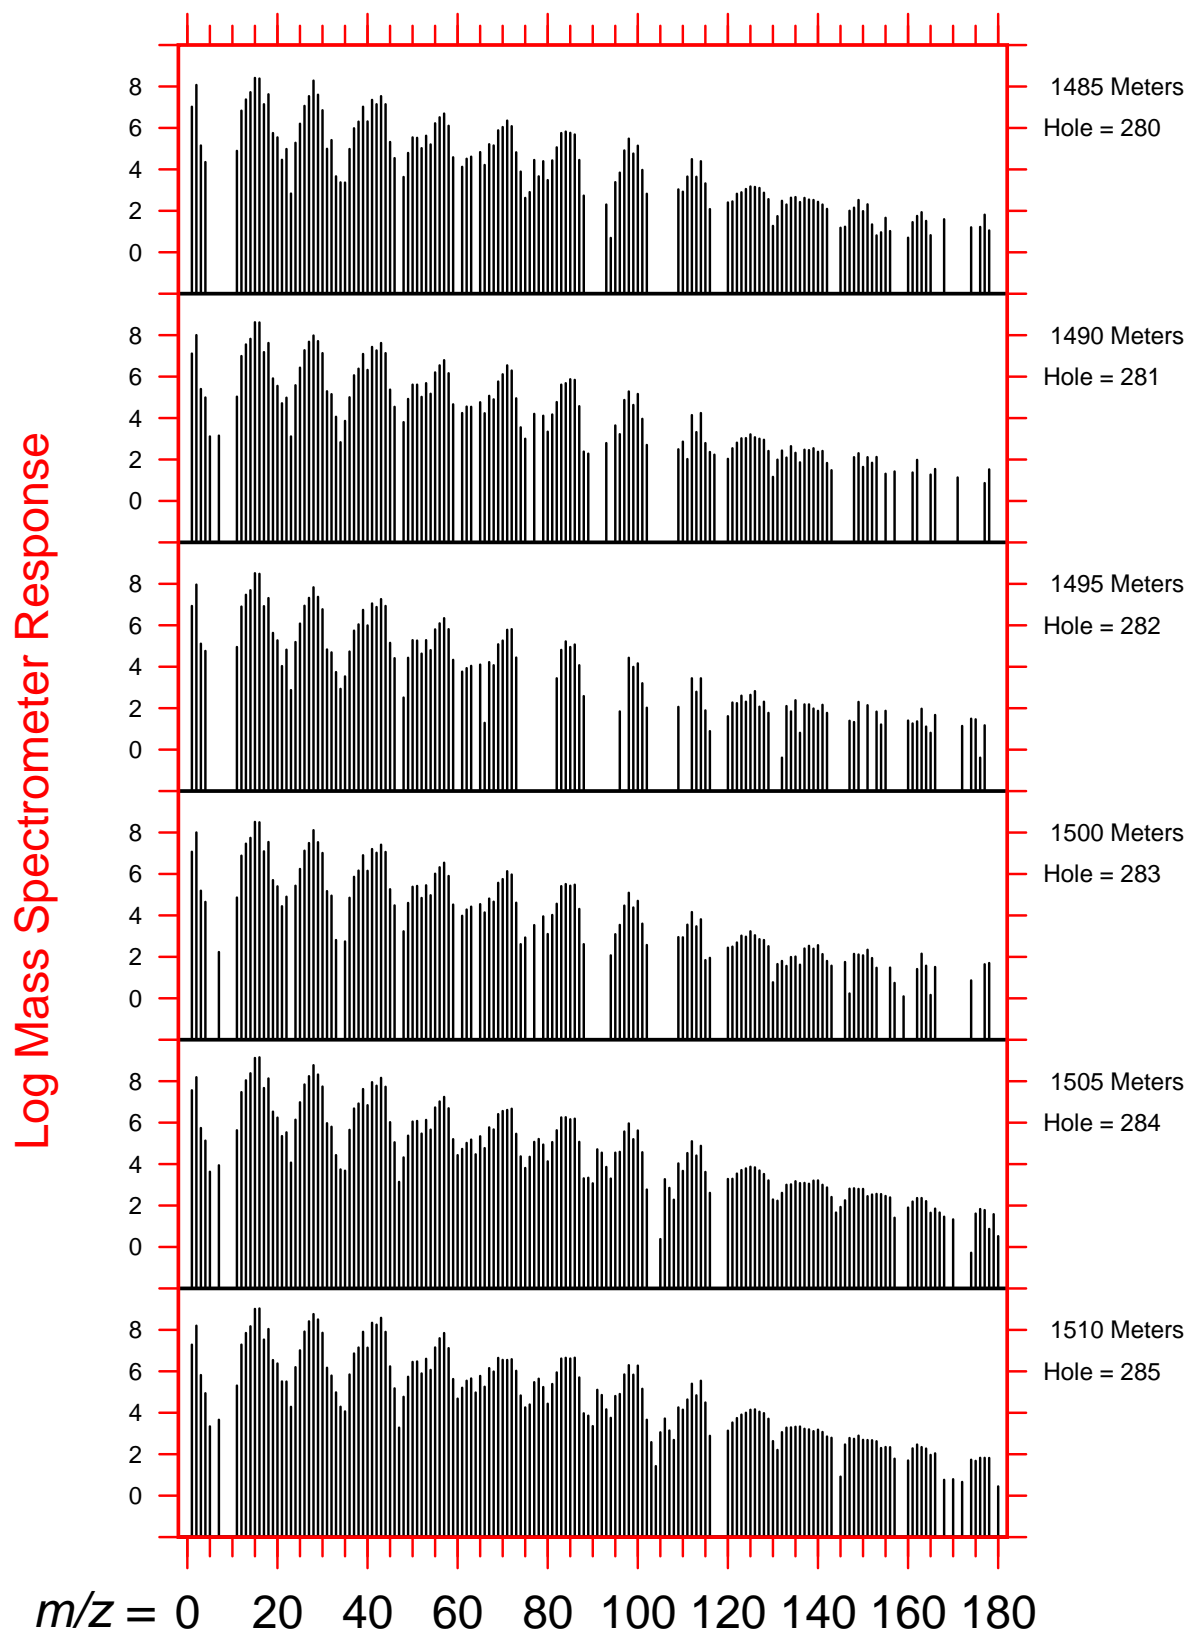 Log Mass Spectrometer Response
8
6
4
2
0
1485 Meters
Hole = 280
8
6
4
2
0
1490 Meters
Hole = 281
8
6
4
2
0
1495 Meters
Hole = 282
8
6
4
2
0
1500 Meters
Hole = 283
8
6
4
2
0
1505 Meters
Hole = 284
8
6
4
2
0
1510 Meters
Hole = 285
m/z = 0 20 40 60 80 100 120 140 160 180